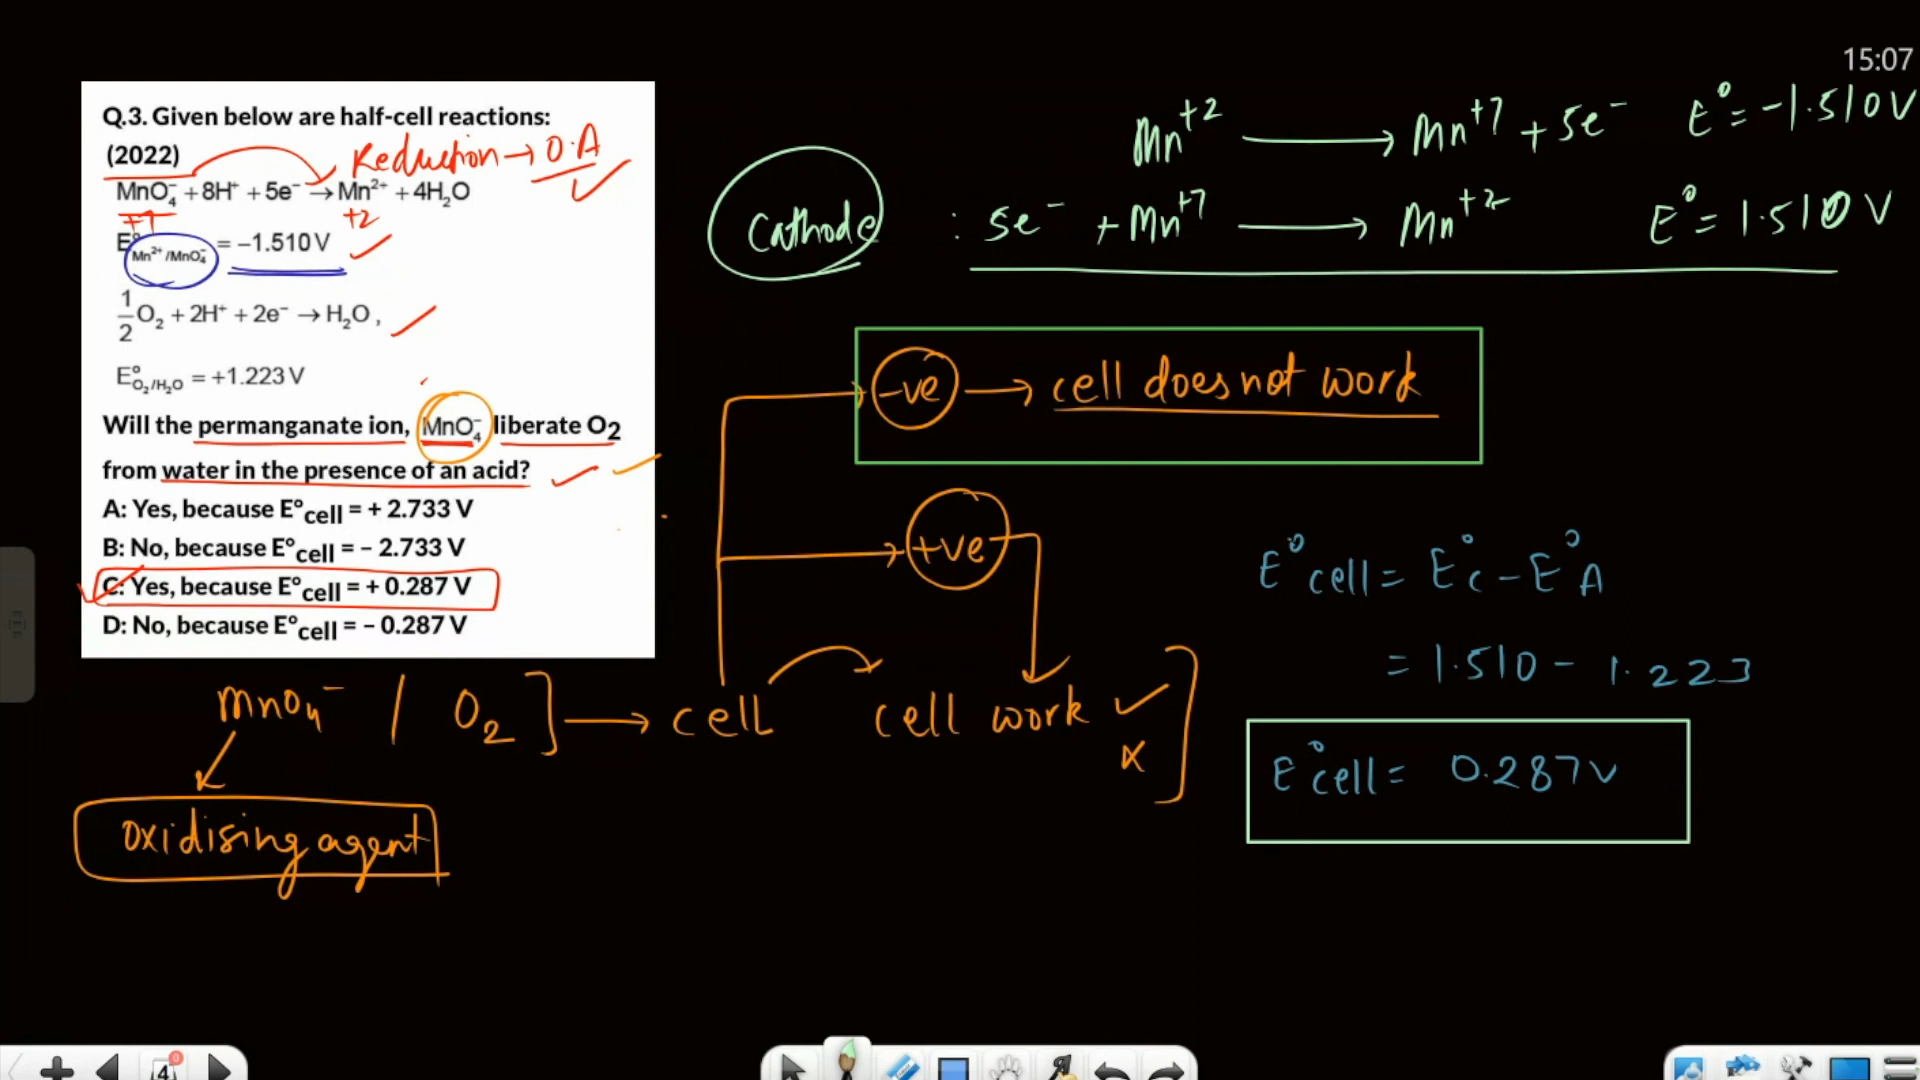 15:07
Q.3. Given below are half-cell reactions:
(2022)
Reduction → O.A
MnO₄⁻ + 8H⁺ + 5e⁻ → Mn²⁺ + 4H₂O
+7
+2
E°Mn²⁺/MnO₄⁻ = −1.510 V
1/2 O₂ + 2H⁺ + 2e⁻ → H₂O,
E°O₂/H₂O = +1.223 V
Will the permanganate ion, MnO₄⁻ liberate O₂
from water in the presence of an acid?
A: Yes, because E°cell = + 2.733 V
B: No, because E°cell = − 2.733 V
C: Yes, because E°cell = + 0.287 V
D: No, because E°cell = − 0.287 V
Mn⁺² → Mn⁺⁷ + 5e⁻ E° = −1.510 V
Cathode : 5e⁻ + Mn⁺⁷ → Mn⁺² E° = 1.510 V
-ve → cell does not work
+ve
E°cell = E°C − E°A
= 1.510 − 1.223
E°cell = 0.287 V
MnO₄⁻ / O₂ ] → cell cell work ✓
×
oxidising agent
4
0